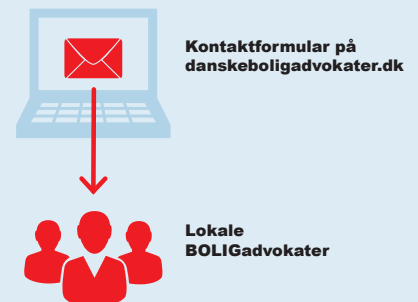 Kontaktformular på
danskeboligadvokater.dk
Lokale
BOLIGadvokater